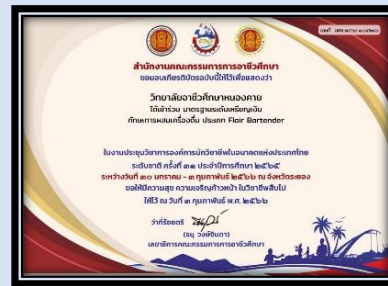 สำนักงานคณะกรรมการการอาชีวศึกษา
ขอมอบเกียรติบัตรฉบับนี้ให้ไว้เพื่อแสดงว่า
วิทยาลัยอาชีวศึกษาหนองคาย
ได้เข้าร่วม มาตรฐานระดับเหรียญเงิน
ทักษะการผสมเครื่องดื่ม ประเภท Flair Bartender
ในงานประชุมวิชาการองค์การนักวิชาชีพในอนาคตแห่งประเทศไทย
ระดับชาติ ครั้งที่ ๓๑ ประจำปีการศึกษา ๒๕๖๕
ระหว่างวันที่ ๓๐ มกราคม - ๓ กุมภาพันธ์ ๒๕๖๖ ณ จังหวัดระยอง
ขอให้มีความสุข ความเจริญก้าวหน้า ในวิชาชีพสืบไป
ให้ไว้ ณ วันที่ ๓ กุมภาพันธ์ พ.ศ. ๒๕๖๖
ว่าที่ร้อยตรี
(ธนุ วงษ์จินดา)
เลขาธิการคณะกรรมการการอาชีวศึกษา